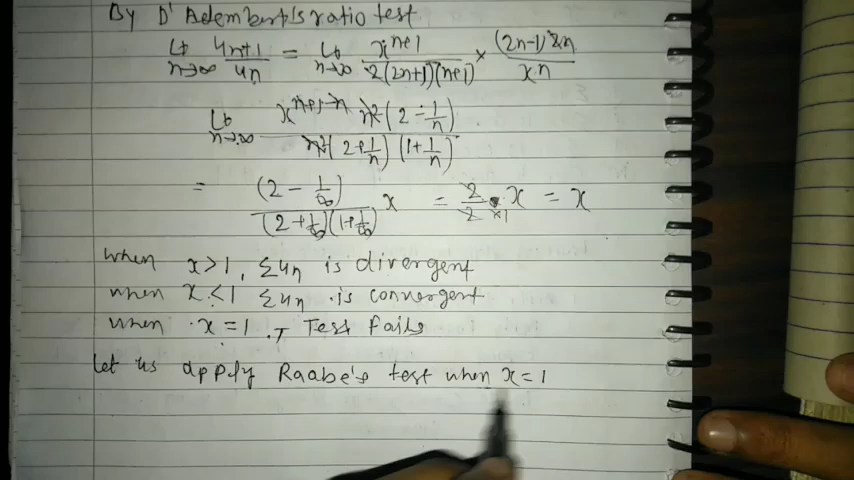 By D' Adembert's ratio test
Lt n→∞ un+1/un = Lt n→∞ x^n+1/2(2n+1)(n+1) × (2n-1) 2n/x^n
Lt n→∞ x^n+1-n n²(2 - 1/n)/n²(2+1/n)(1+1/n)
= (2 - 1/∞)/(2+1/∞)(1+1/∞) x = 2/2×1 . x = x
when x>1, Σun is divergent
when x<1 Σun is convergent
when x=1 . Test fails
Let us apply Raabe's test when x=1